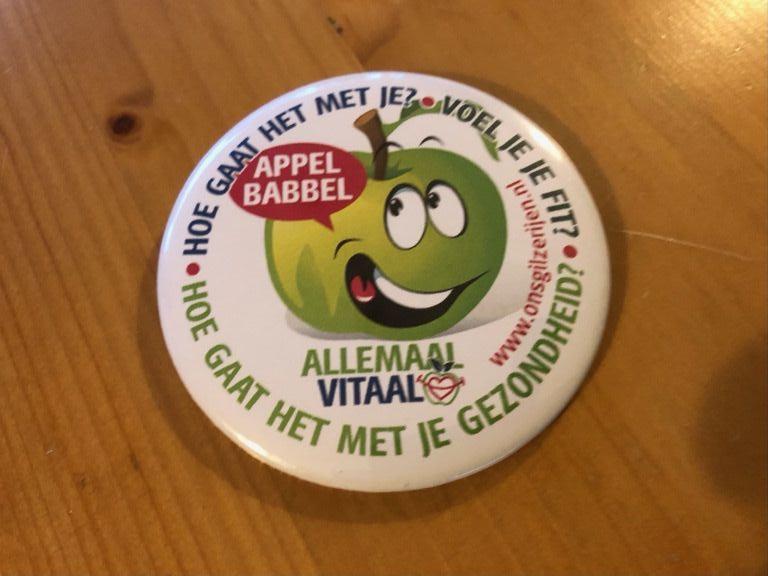 HOE GAAT HET MET JE? • VOEL JE JE FIT? •
APPEL
BABBEL
www.onsgilzerijen.nl
ALLEMAAL
VITAAL
HOE GAAT HET MET JE GEZONDHEID? •